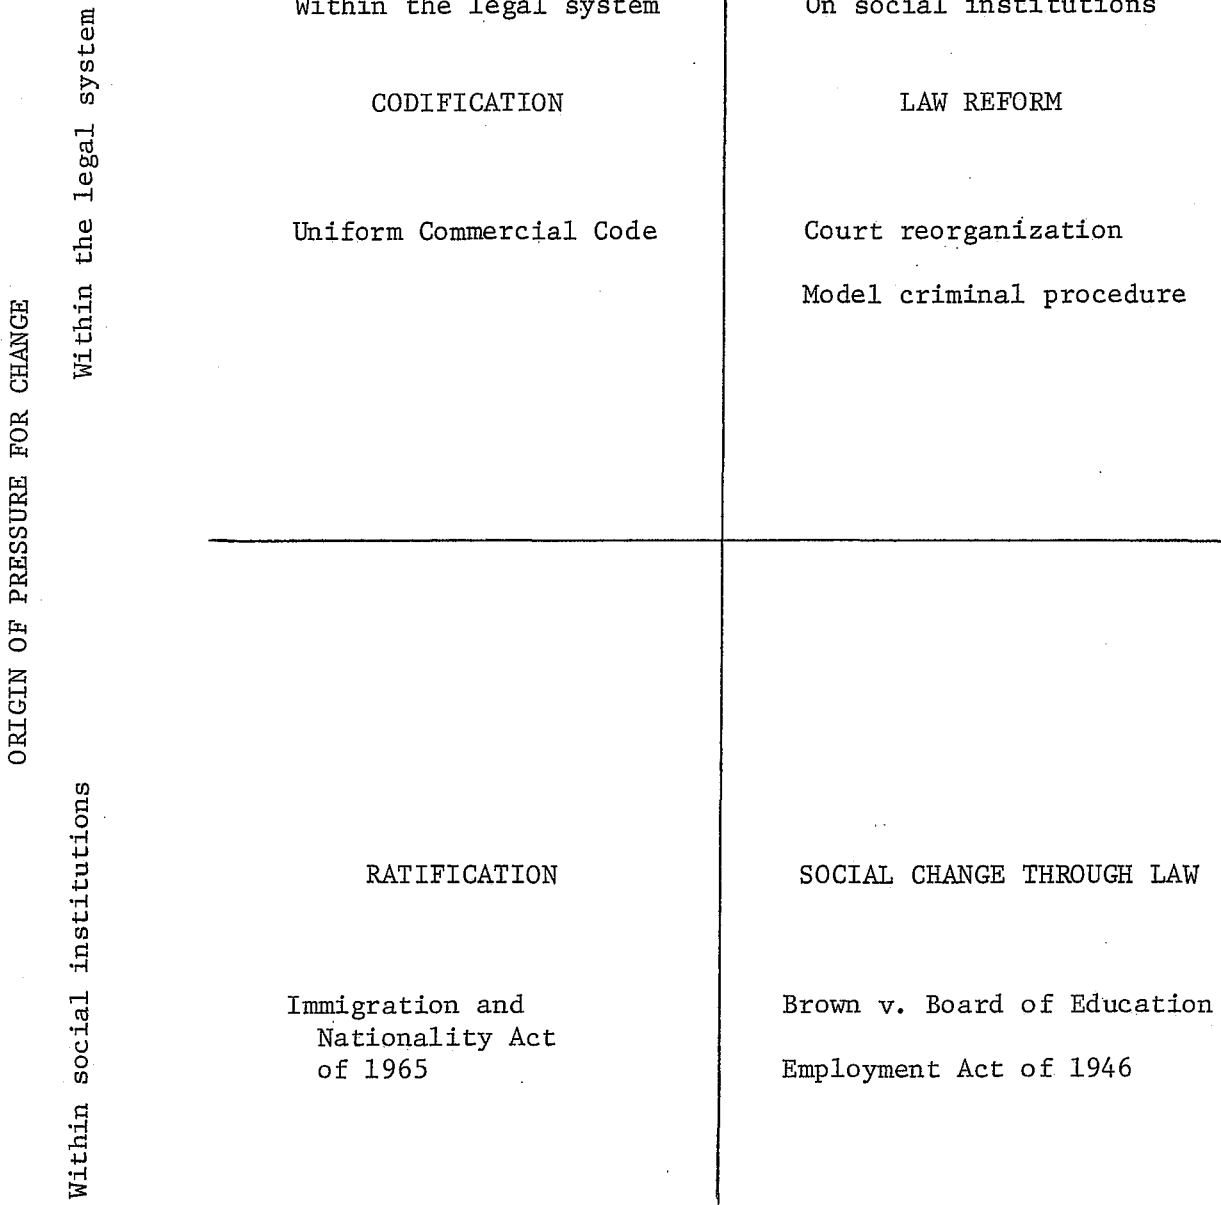 Within the legal system
On social institutions
ORIGIN OF PRESSURE FOR CHANGE
Within the legal system
CODIFICATION
LAW REFORM
Uniform Commercial Code
Court reorganization
Model criminal procedure
Within social institutions
RATIFICATION
SOCIAL CHANGE THROUGH LAW
Immigration and
Nationality Act
of 1965
Brown v. Board of Education
Employment Act of 1946